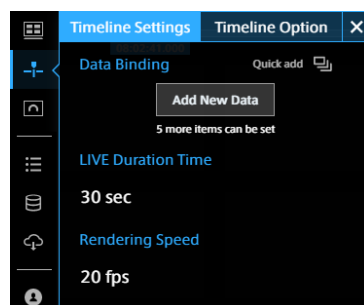 Timeline Settings
Timeline Option
Data Binding
Quick add
Add New Data
5 more items can be set
LIVE Duration Time
30 sec
Rendering Speed
20 fps